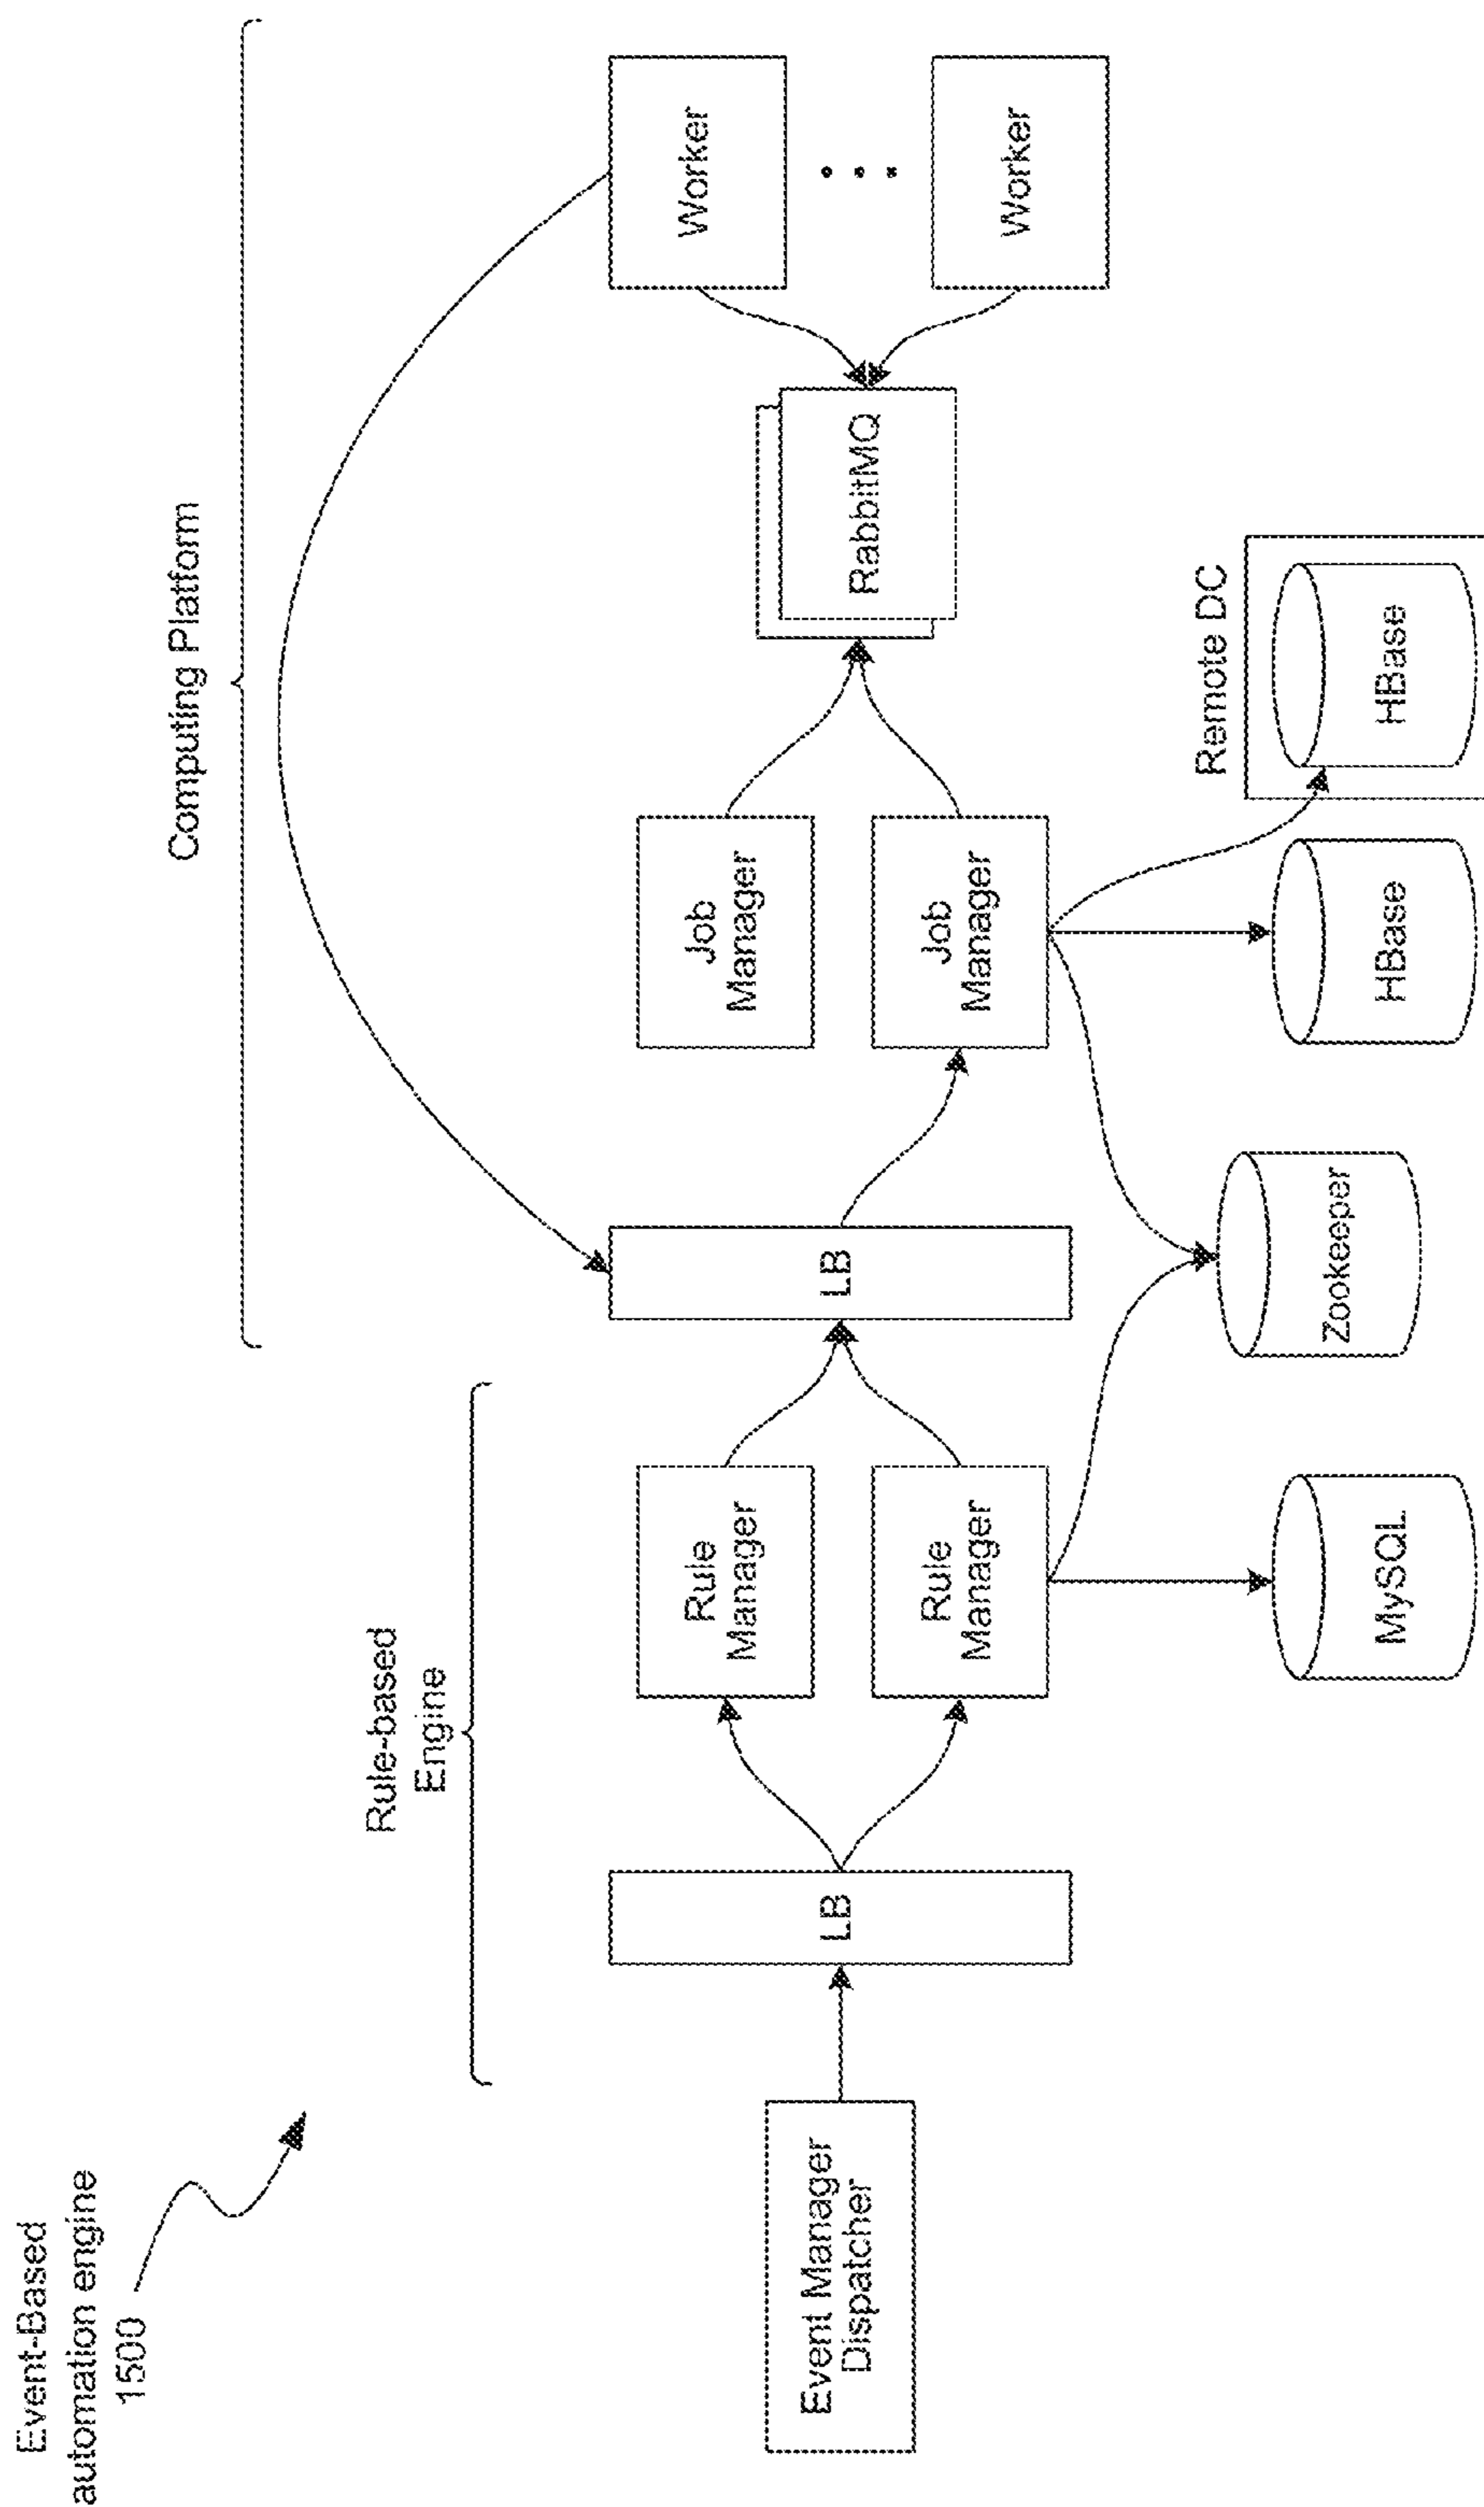 Event-Based
automation engine
1500
Rule-based
Engine
Computing Platform
Event Manager
Dispatcher
LB
Rule
Manager
Rule
Manager
LB
Job
Manager
Job
Manager
RabbitMQ
Worker
Worker
MySQL
Zookeeper
HBase
Remote DC
HBase